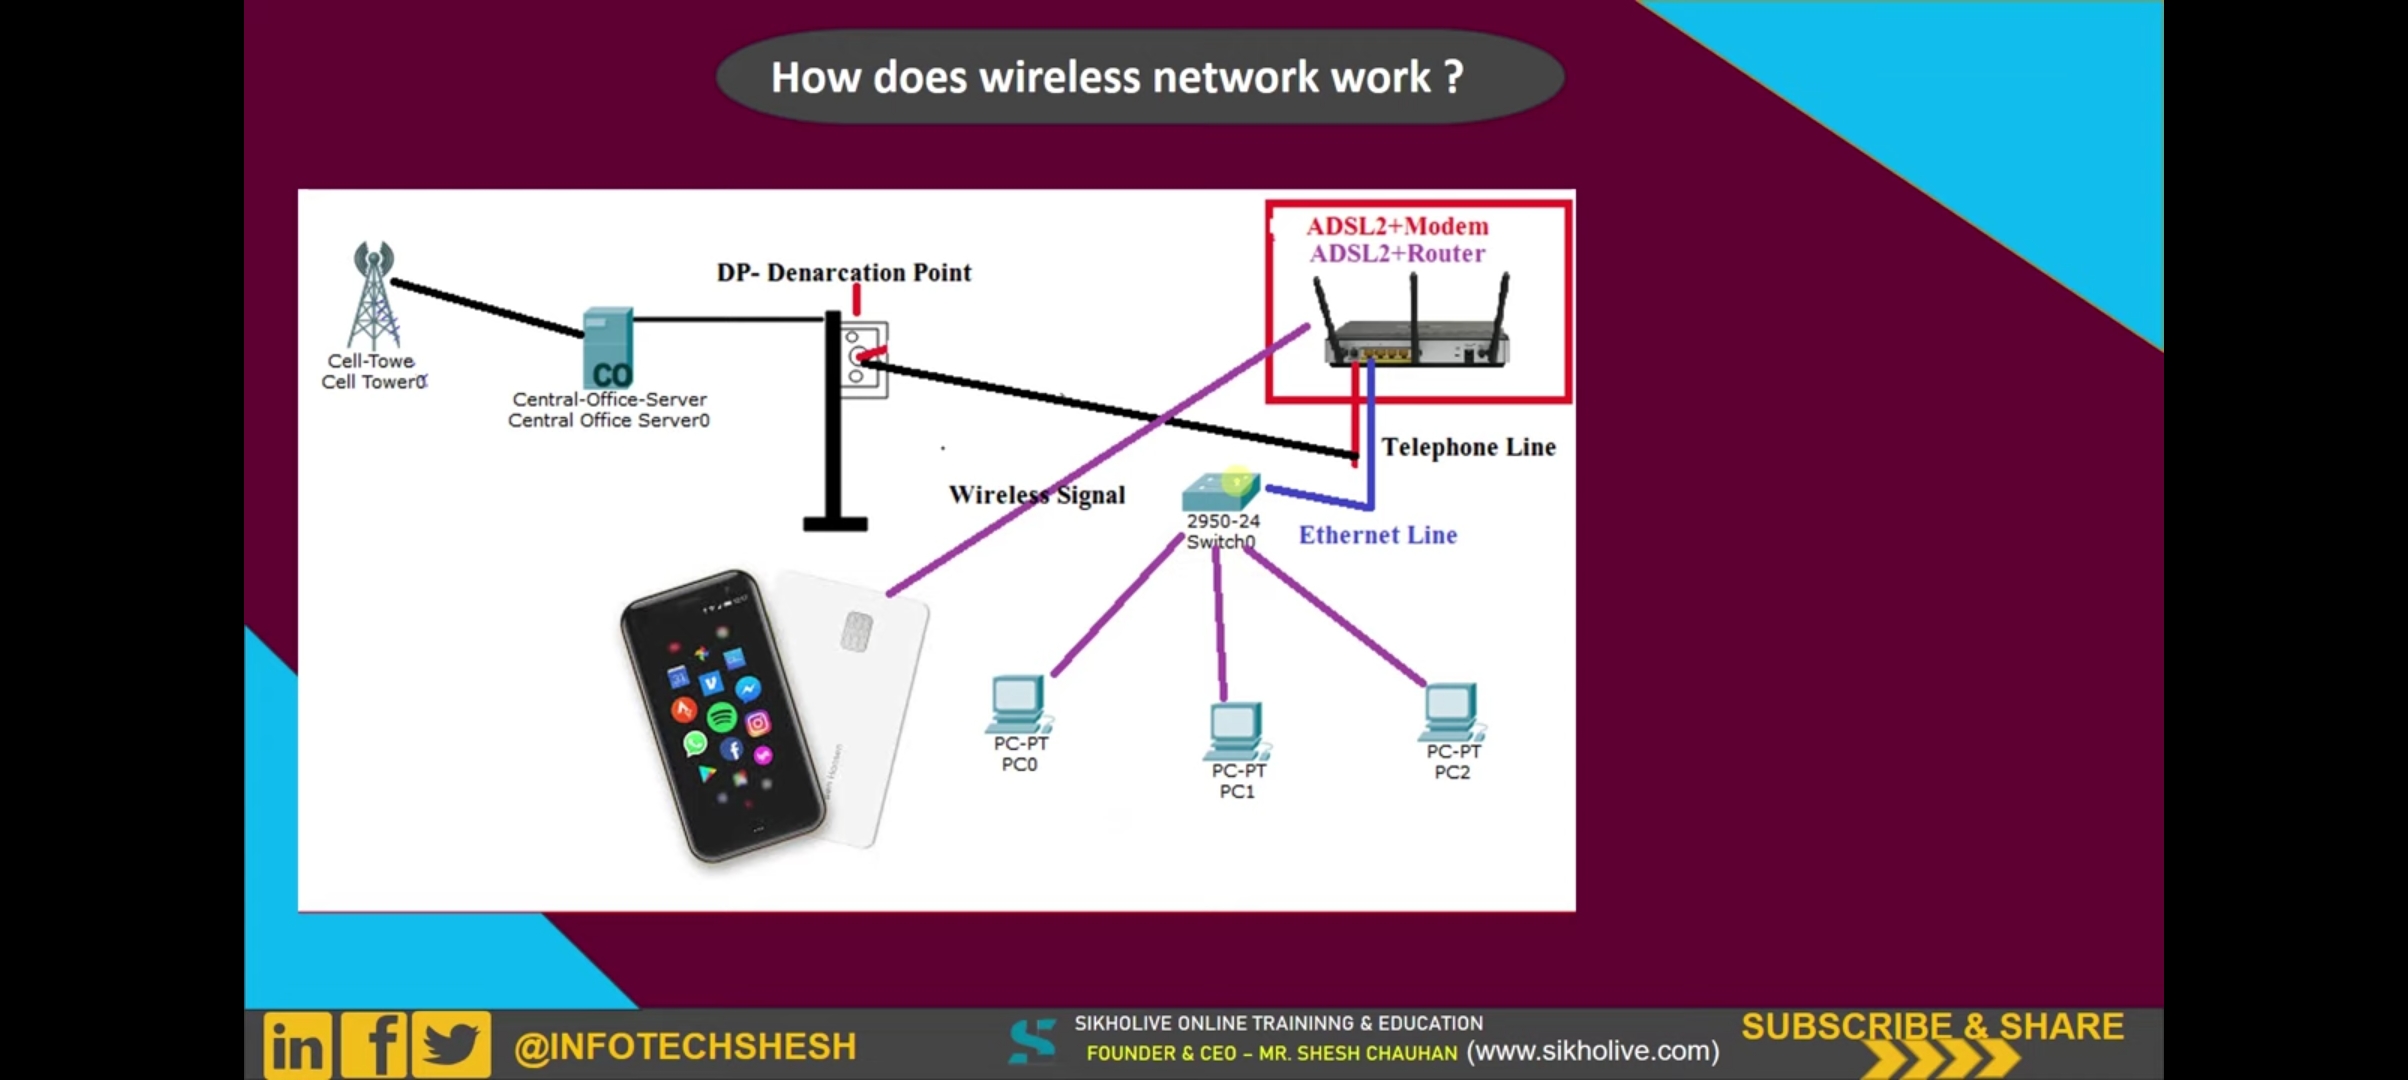 How does wireless network work ?
ADSL2+Modem
ADSL2+Router
DP- Denarcation Point
Cell-Towe
Cell Tower0
CO
Central-Office-Server
Central Office Server0
Telephone Line
Wireless Signal
2950-24
Switch0
Ethernet Line
PC-PT
PC0
PC-PT
PC1
PC-PT
PC2
in f
@INFOTECHSHESH
SIKHOLIVE ONLINE TRAININNG & EDUCATION
FOUNDER & CEO – MR. SHESH CHAUHAN (www.sikholive.com)
SUBSCRIBE & SHARE